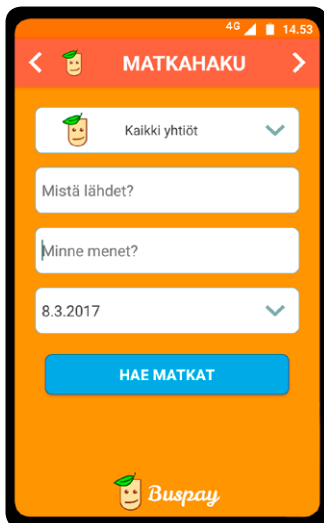 4G 14.53
MATKAHAKU
Kaikki yhtiöt
Mistä lähdet?
Minne menet?
8.3.2017
HAE MATKAT
Buspay